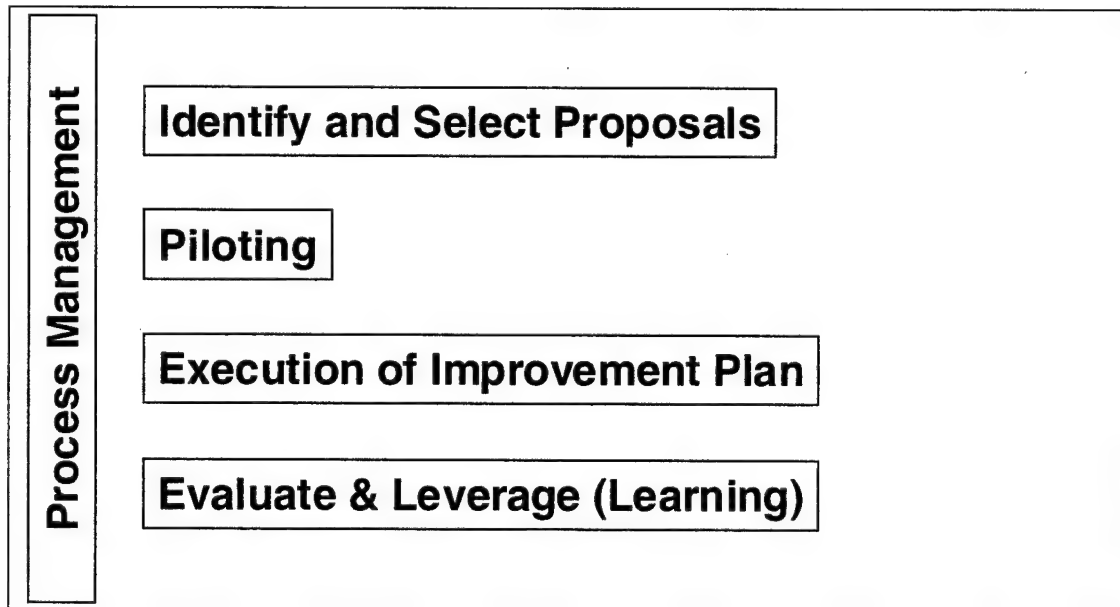 Process Management
Identify and Select Proposals
Piloting
Execution of Improvement Plan
Evaluate & Leverage (Learning)